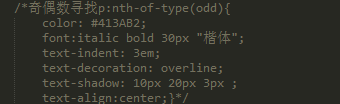 /*奇偶数寻找p:nth-of-type(odd){
color: #413AB2;
font:italic bold 30px "楷体";
text-indent: 3em;
text-decoration: overline;
text-shadow: 10px 20px 3px ;
text-align:center;}*/